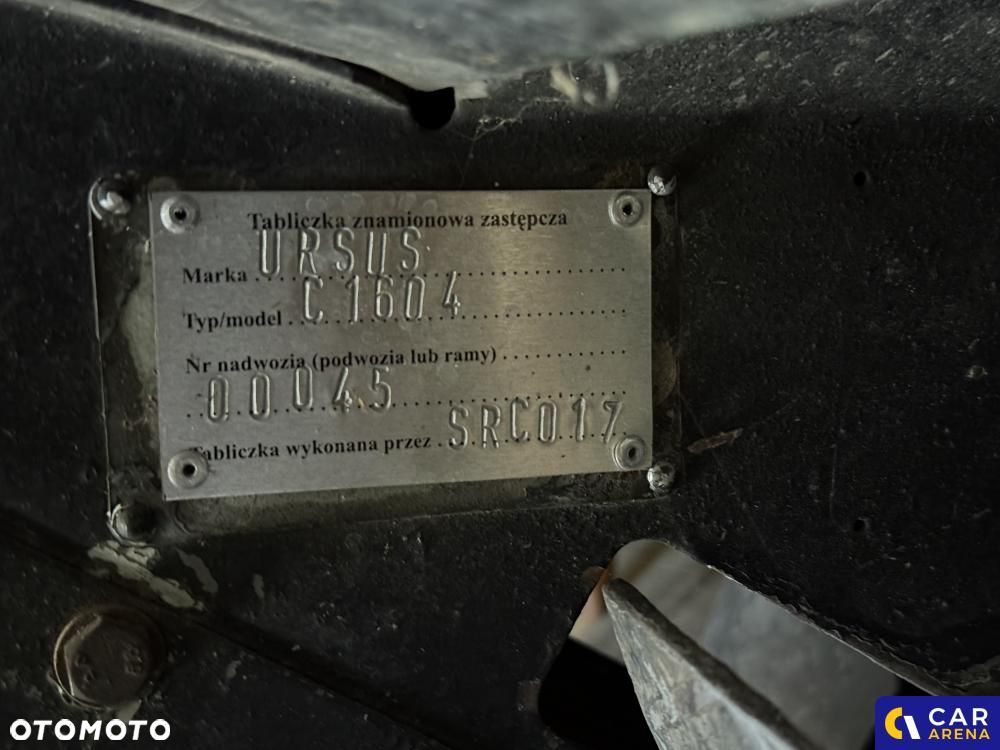 Tabliczka znamionowa zastępcza
Marka URSUS
Typ/model C 1604
Nr nadwozia (podwozia lub ramy)
00045
Tabliczka wykonana przez SRC017
OTOMOTO
CAR
ARENA